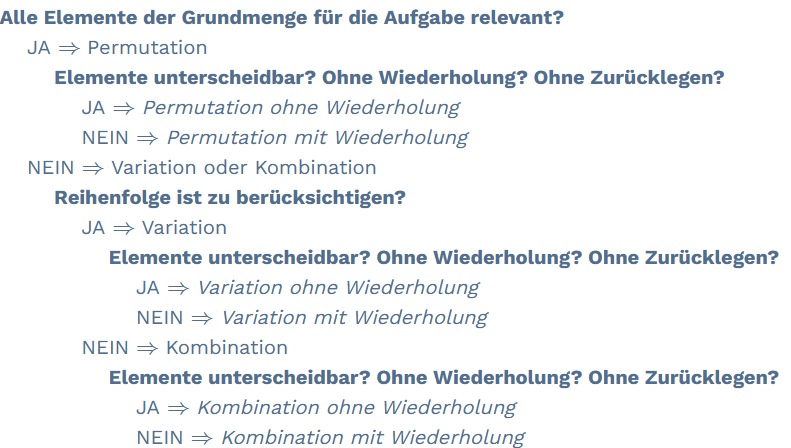 Alle Elemente der Grundmenge für die Aufgabe relevant?
JA ⇒ Permutation
Elemente unterscheidbar? Ohne Wiederholung? Ohne Zurücklegen?
JA ⇒ Permutation ohne Wiederholung
NEIN ⇒ Permutation mit Wiederholung
NEIN ⇒ Variation oder Kombination
Reihenfolge ist zu berücksichtigen?
JA ⇒ Variation
Elemente unterscheidbar? Ohne Wiederholung? Ohne Zurücklegen?
JA ⇒ Variation ohne Wiederholung
NEIN ⇒ Variation mit Wiederholung
NEIN ⇒ Kombination
Elemente unterscheidbar? Ohne Wiederholung? Ohne Zurücklegen?
JA ⇒ Kombination ohne Wiederholung
NEIN ⇒ Kombination mit Wiederholung